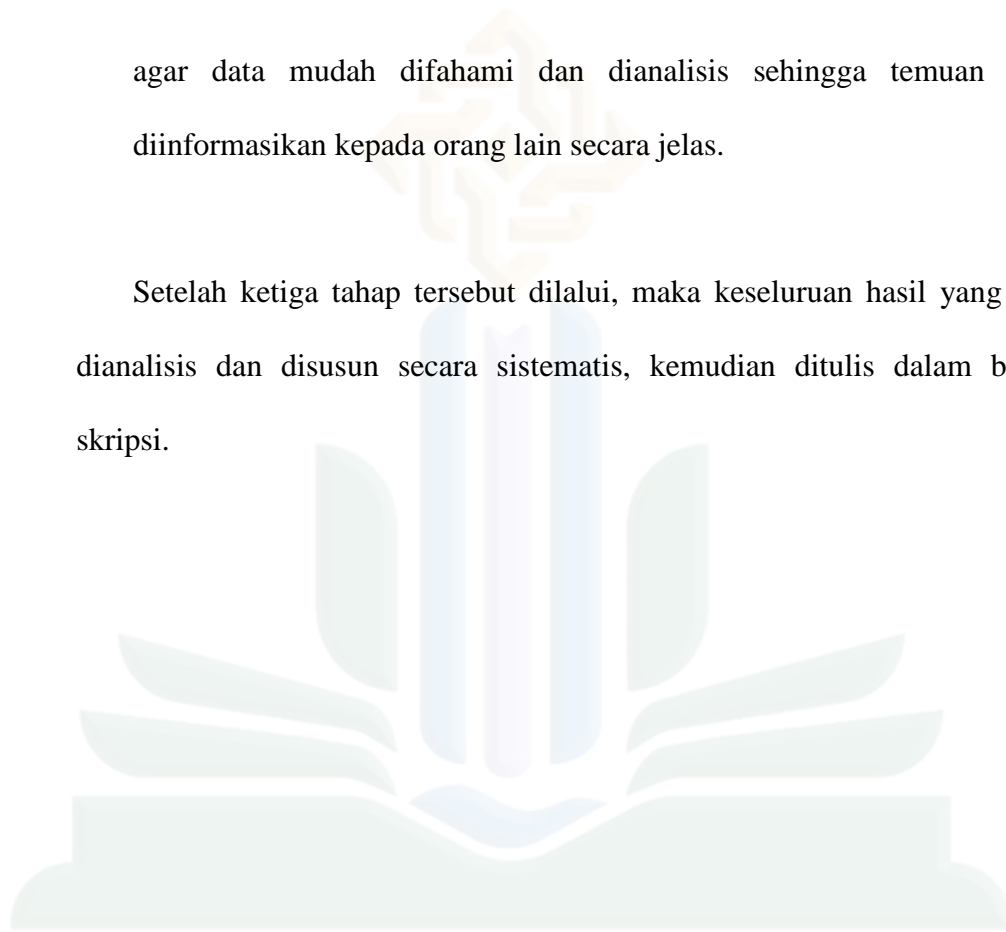 agar data mudah difahami dan dianalisis sehingga temuan
diinformasikan kepada orang lain secara jelas.
Setelah ketiga tahap tersebut dilalui, maka keseluruan hasil yang
dianalisis dan disusun secara sistematis, kemudian ditulis dalam b
skripsi.